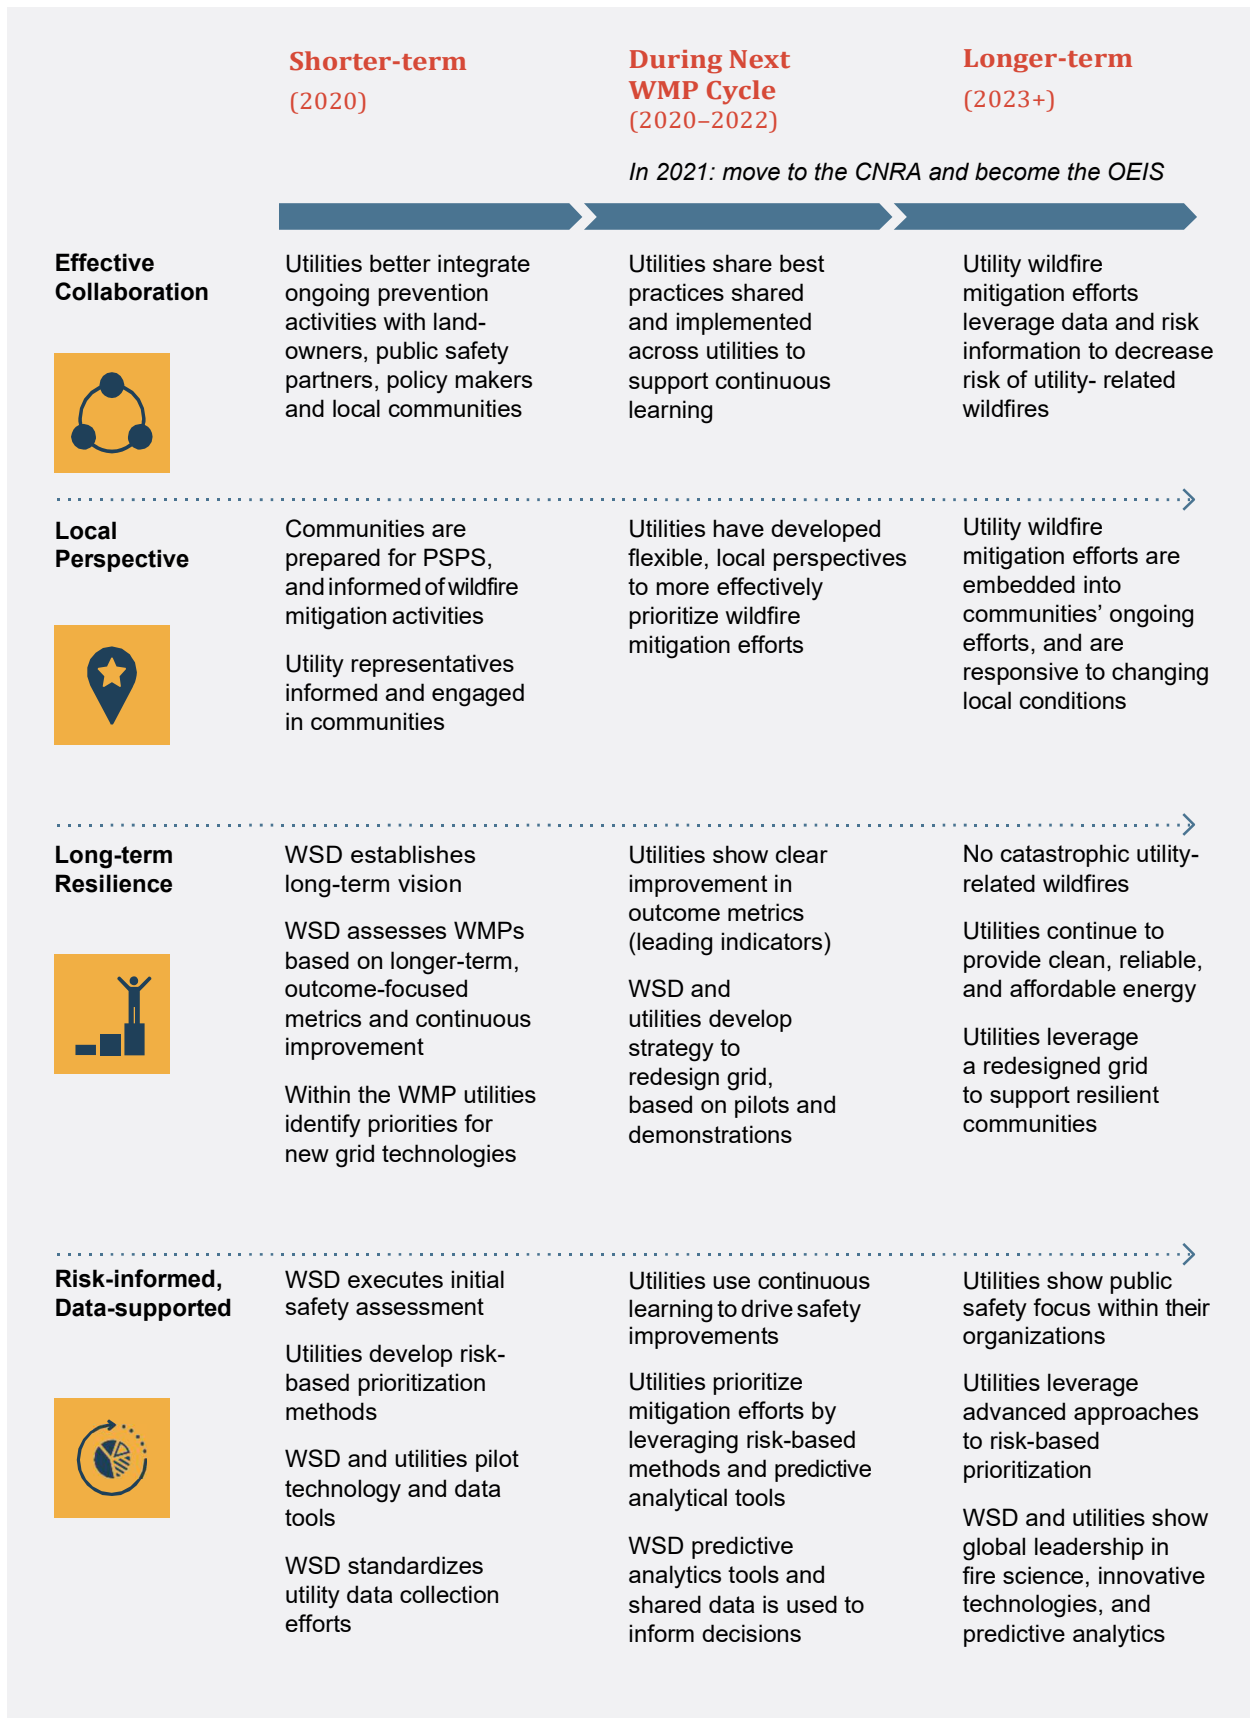 Shorter-term
(2020)
During Next
WMP Cycle
(2020–2022)
Longer-term
(2023+)
In 2021: move to the CNRA and become the OEIS
Effective
Collaboration
Utilities better integrate
ongoing prevention
activities with land-
owners, public safety
partners, policy makers
and local communities
Utilities share best
practices shared
and implemented
across utilities to
support continuous
learning
Utility wildfire
mitigation efforts
leverage data and risk
information to decrease
risk of utility- related
wildfires
Local
Perspective
Communities are
prepared for PSPS,
and informed of wildfire
mitigation activities
Utility representatives
informed and engaged
in communities
Utilities have developed
flexible, local perspectives
to more effectively
prioritize wildfire
mitigation efforts
Utility wildfire
mitigation efforts are
embedded into
communities’ ongoing
efforts, and are
responsive to changing
local conditions
Long-term
Resilience
WSD establishes
long-term vision
WSD assesses WMPs
based on longer-term,
outcome-focused
metrics and continuous
improvement
Within the WMP utilities
identify priorities for
new grid technologies
Utilities show clear
improvement in
outcome metrics
(leading indicators)
WSD and
utilities develop
strategy to
redesign grid,
based on pilots and
demonstrations
No catastrophic utility-
related wildfires
Utilities continue to
provide clean, reliable,
and affordable energy
Utilities leverage
a redesigned grid
to support resilient
communities
Risk-informed,
Data-supported
WSD executes initial
safety assessment
Utilities develop risk-
based prioritization
methods
WSD and utilities pilot
technology and data
tools
WSD standardizes
utility data collection
efforts
Utilities use continuous
learning to drive safety
improvements
Utilities prioritize
mitigation efforts by
leveraging risk-based
methods and predictive
analytical tools
WSD predictive
analytics tools and
shared data is used to
inform decisions
Utilities show public
safety focus within their
organizations
Utilities leverage
advanced approaches
to risk-based
prioritization
WSD and utilities show
global leadership in
fire science, innovative
technologies, and
predictive analytics